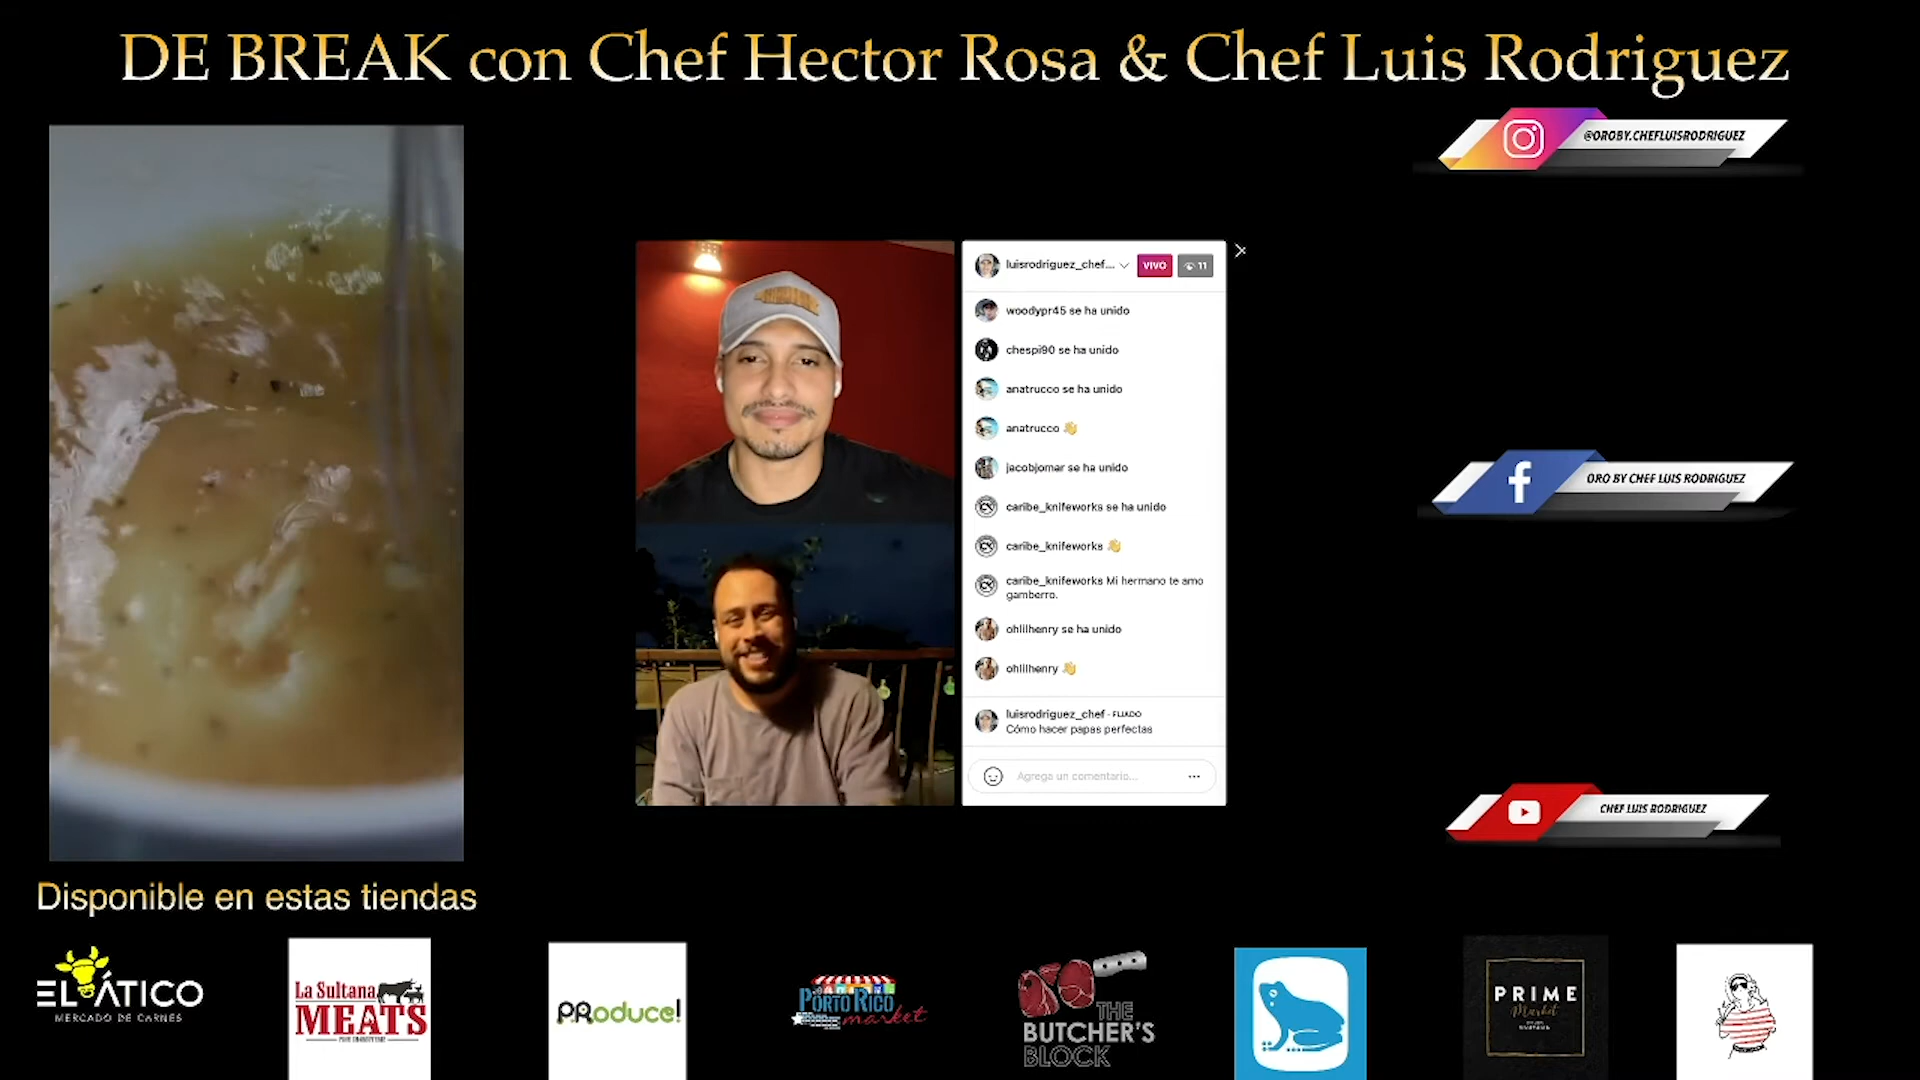 DE BREAK con Chef Hector Rosa & Chef Luis Rodriguez
@OROBY.CHEFLUISRODRIGUEZ
luisrodriguez_chef...
VIVO
11
woodypr45 se ha unido
chespi90 se ha unido
anatrucco se ha unido
anatrucco 👋
jacobjomar se ha unido
caribe_knifeworks se ha unido
caribe_knifeworks 👋
caribe_knifeworks Mi hermano te amo
gamberro.
ohlilhenry se ha unido
ohlilhenry 👋
luisrodriguez_chef · FIJADO
Cómo hacer papas perfectas
Agrega un comentario...
ORO BY CHEF LUIS RODRIGUEZ
CHEF LUIS RODRIGUEZ
Disponible en estas tiendas
EL ÁTICO
MERCADO DE CARNES
La Sultana
MEATS
PRoduce!
PORTO RICO
market
THE
BUTCHER'S
BLOCK
PRIME
Market